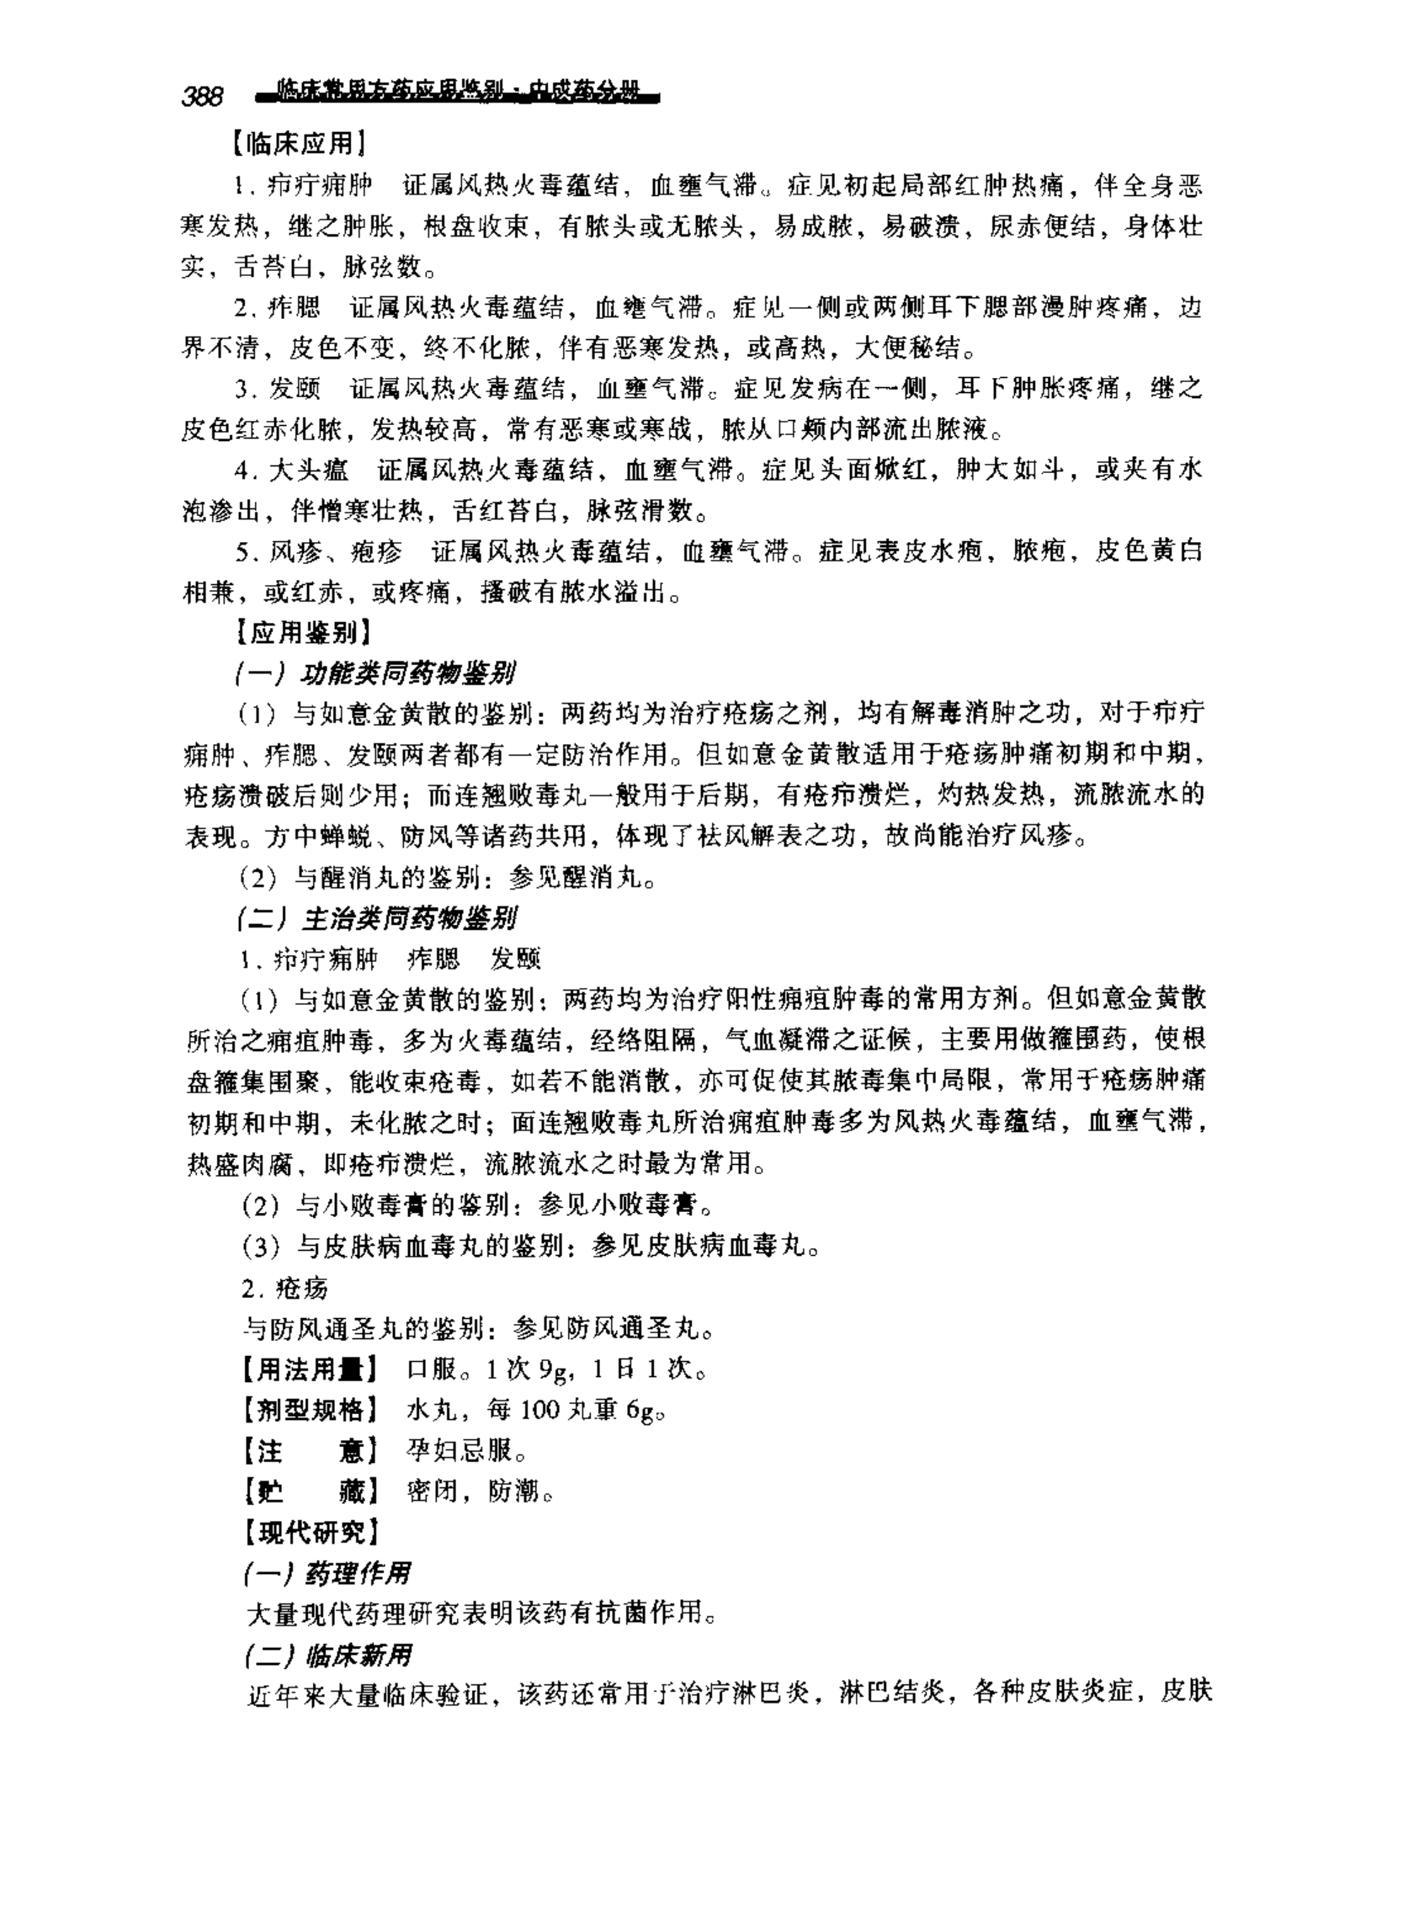 388 临床常用方药应用鉴别·中成药分册
【临床应用】
1. 疖疔痈肿　证属风热火毒蕴结，血壅气滞。症见初起局部红肿热痛，伴全身恶
寒发热，继之肿胀，根盘收束，有脓头或无脓头，易成脓，易破溃，尿赤便结，身体壮
实，舌苔白，脉弦数。
2. 痄腮　证属风热火毒蕴结，血壅气滞。症见一侧或两侧耳下腮部漫肿疼痛，边
界不清，皮色不变，终不化脓，伴有恶寒发热，或高热，大便秘结。
3. 发颐　证属风热火毒蕴结，血壅气滞。症见发病在一侧，耳下肿胀疼痛，继之
皮色红赤化脓，发热较高，常有恶寒或寒战，脓从口颊内部流出脓液。
4. 大头瘟　证属风热火毒蕴结，血壅气滞。症见头面焮红，肿大如斗，或夹有水
泡渗出，伴憎寒壮热，舌红苔白，脉弦滑数。
5. 风疹、疱疹　证属风热火毒蕴结，血壅气滞。症见表皮水疱，脓疱，皮色黄白
相兼，或红赤，或疼痛，搔破有脓水溢出。
【应用鉴别】
(一) 功能类同药物鉴别
(1) 与如意金黄散的鉴别：两药均为治疗疮疡之剂，均有解毒消肿之功，对于疖疔
痈肿、痄腮、发颐两者都有一定防治作用。但如意金黄散适用于疮疡肿痛初期和中期，
疮疡溃破后则少用；而连翘败毒丸一般用于后期，有疮疖溃烂，灼热发热，流脓流水的
表现。方中蝉蜕、防风等诸药共用，体现了祛风解表之功，故尚能治疗风疹。
(2) 与醒消丸的鉴别：参见醒消丸。
(二) 主治类同药物鉴别
1. 疖疔痈肿　痄腮　发颐
(1) 与如意金黄散的鉴别：两药均为治疗阳性痈疽肿毒的常用方剂。但如意金黄散
所治之痈疽肿毒，多为火毒蕴结，经络阻隔，气血凝滞之证候，主要用做箍围药，使根
盘箍集围聚，能收束疮毒，如若不能消散，亦可促使其脓毒集中局限，常用于疮疡肿痛
初期和中期，未化脓之时；面连翘败毒丸所治痈疽肿毒多为风热火毒蕴结，血壅气滞，
热盛肉腐，即疮疖溃烂，流脓流水之时最为常用。
(2) 与小败毒膏的鉴别：参见小败毒膏。
(3) 与皮肤病血毒丸的鉴别：参见皮肤病血毒丸。
2. 疮疡
与防风通圣丸的鉴别：参见防风通圣丸。
【用法用量】　口服。1 次 9g，1 日 1 次。
【剂型规格】　水丸，每 100 丸重 6g。
【注　　意】　孕妇忌服。
【贮　　藏】　密闭，防潮。
【现代研究】
(一) 药理作用
大量现代药理研究表明该药有抗菌作用。
(二) 临床新用
近年来大量临床验证，该药还常用于治疗淋巴炎，淋巴结炎，各种皮肤炎症，皮肤